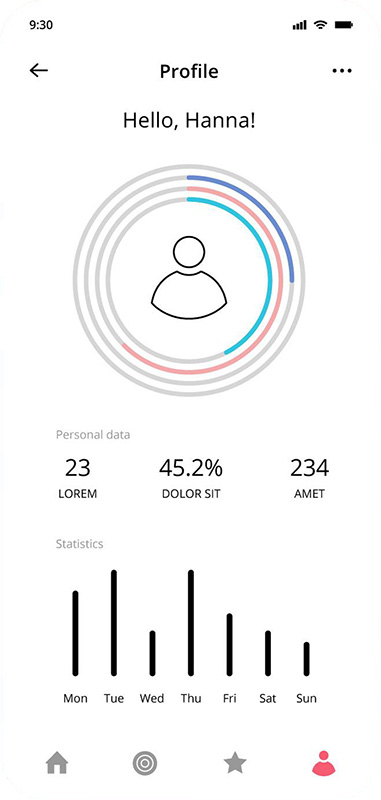 9:30
Profile
Hello, Hanna!
Personal data
23 45.2% 234
LOREM DOLOR SIT AMET
Statistics
Mon Tue Wed Thu Fri Sat Sun